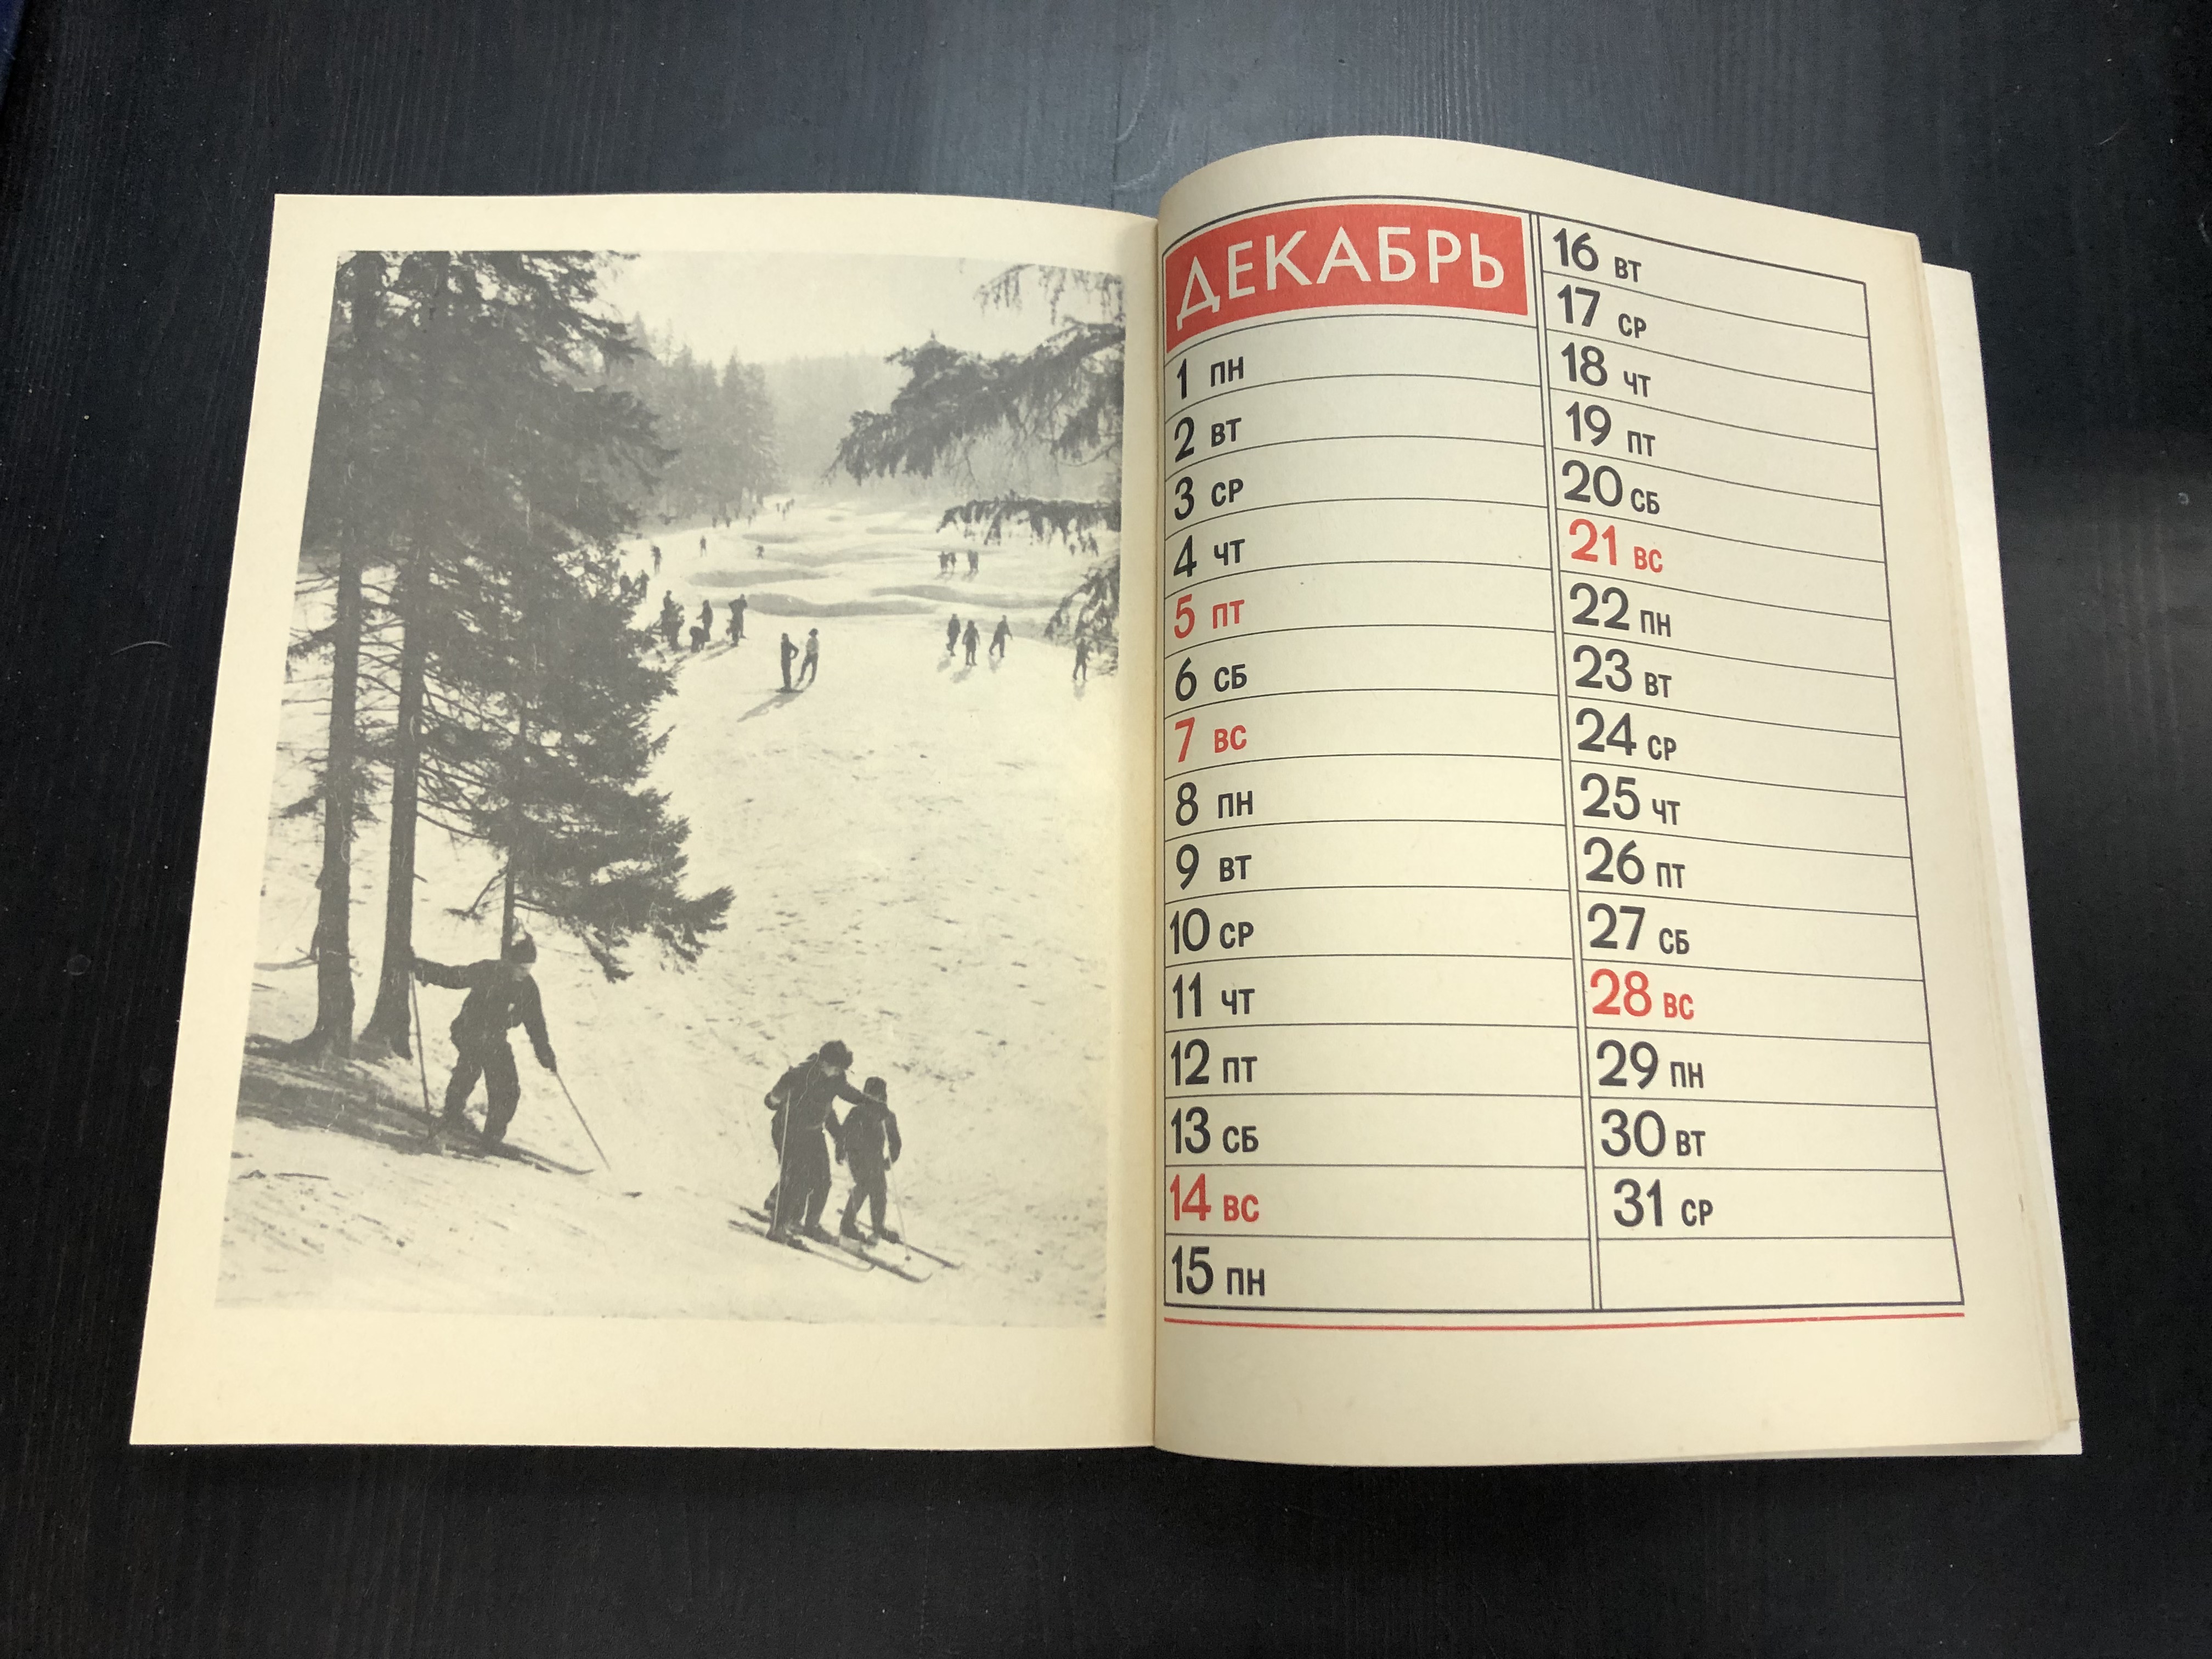 ДЕКАБРЬ
1 ПН
2 ВТ
3 СР
4 ЧТ
5 ПТ
6 СБ
7 ВС
8 ПН
9 ВТ
10 СР
11 ЧТ
12 ПТ
13 СБ
14 ВС
15 ПН
16 ВТ
17 СР
18 ЧТ
19 ПТ
20 СБ
21 ВС
22 ПН
23 ВТ
24 СР
25 ЧТ
26 ПТ
27 СБ
28 ВС
29 ПН
30 ВТ
31 СР